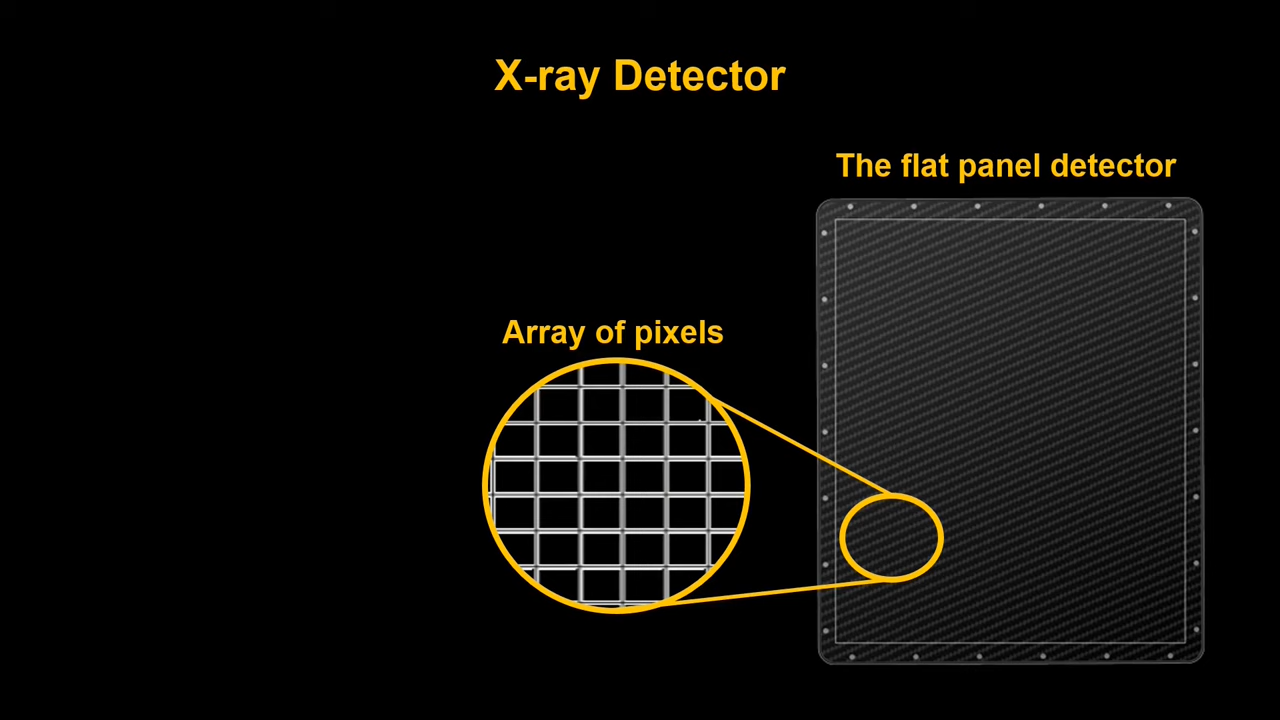 X-ray Detector
The flat panel detector
Array of pixels